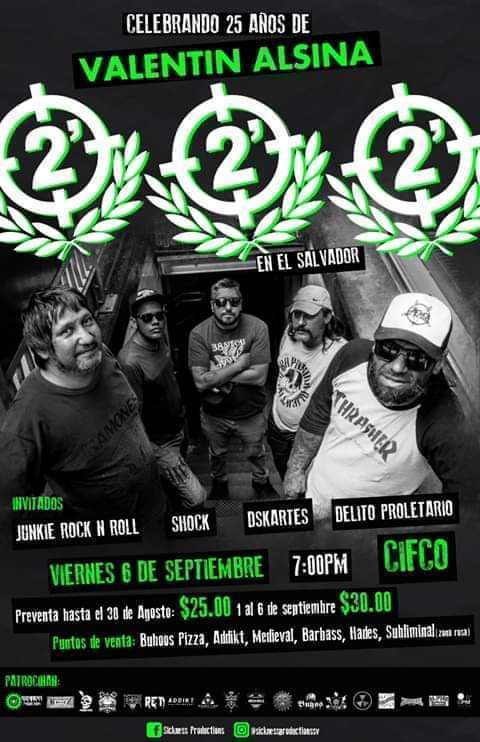 CELEBRANDO 25 AÑOS DE
VALENTIN ALSINA
2' 2' 2'
EN EL SALVADOR
RAMONES
THRASHER
INVITADOS
JUNKIE ROCK N ROLL SHOCK DSKARTES DELITO PROLETARIO
VIERNES 6 DE SEPTIEMBRE 7:00PM CIFCO
Preventa hasta el 30 de Agosto: $25.00 1 al 6 de septiembre $30.00
Puntos de venta: Buhoos Pizza, Addikt, Medieval, Barbass, Hades, Subliminal (zona rosa)
PATROCINAN:
ADDIKT
Sickness Productions @sicknessproductionssv